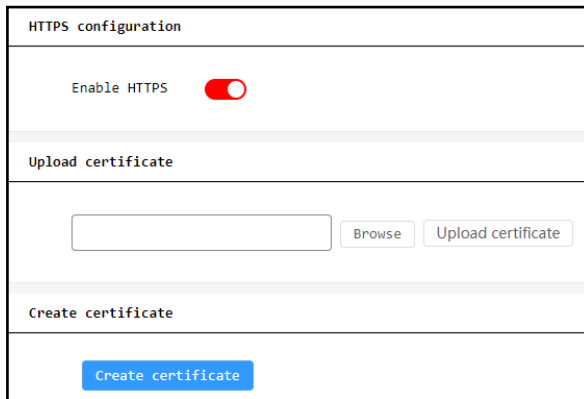 HTTPS configuration
Enable HTTPS
Upload certificate
Browse Upload certificate
Create certificate
Create certificate